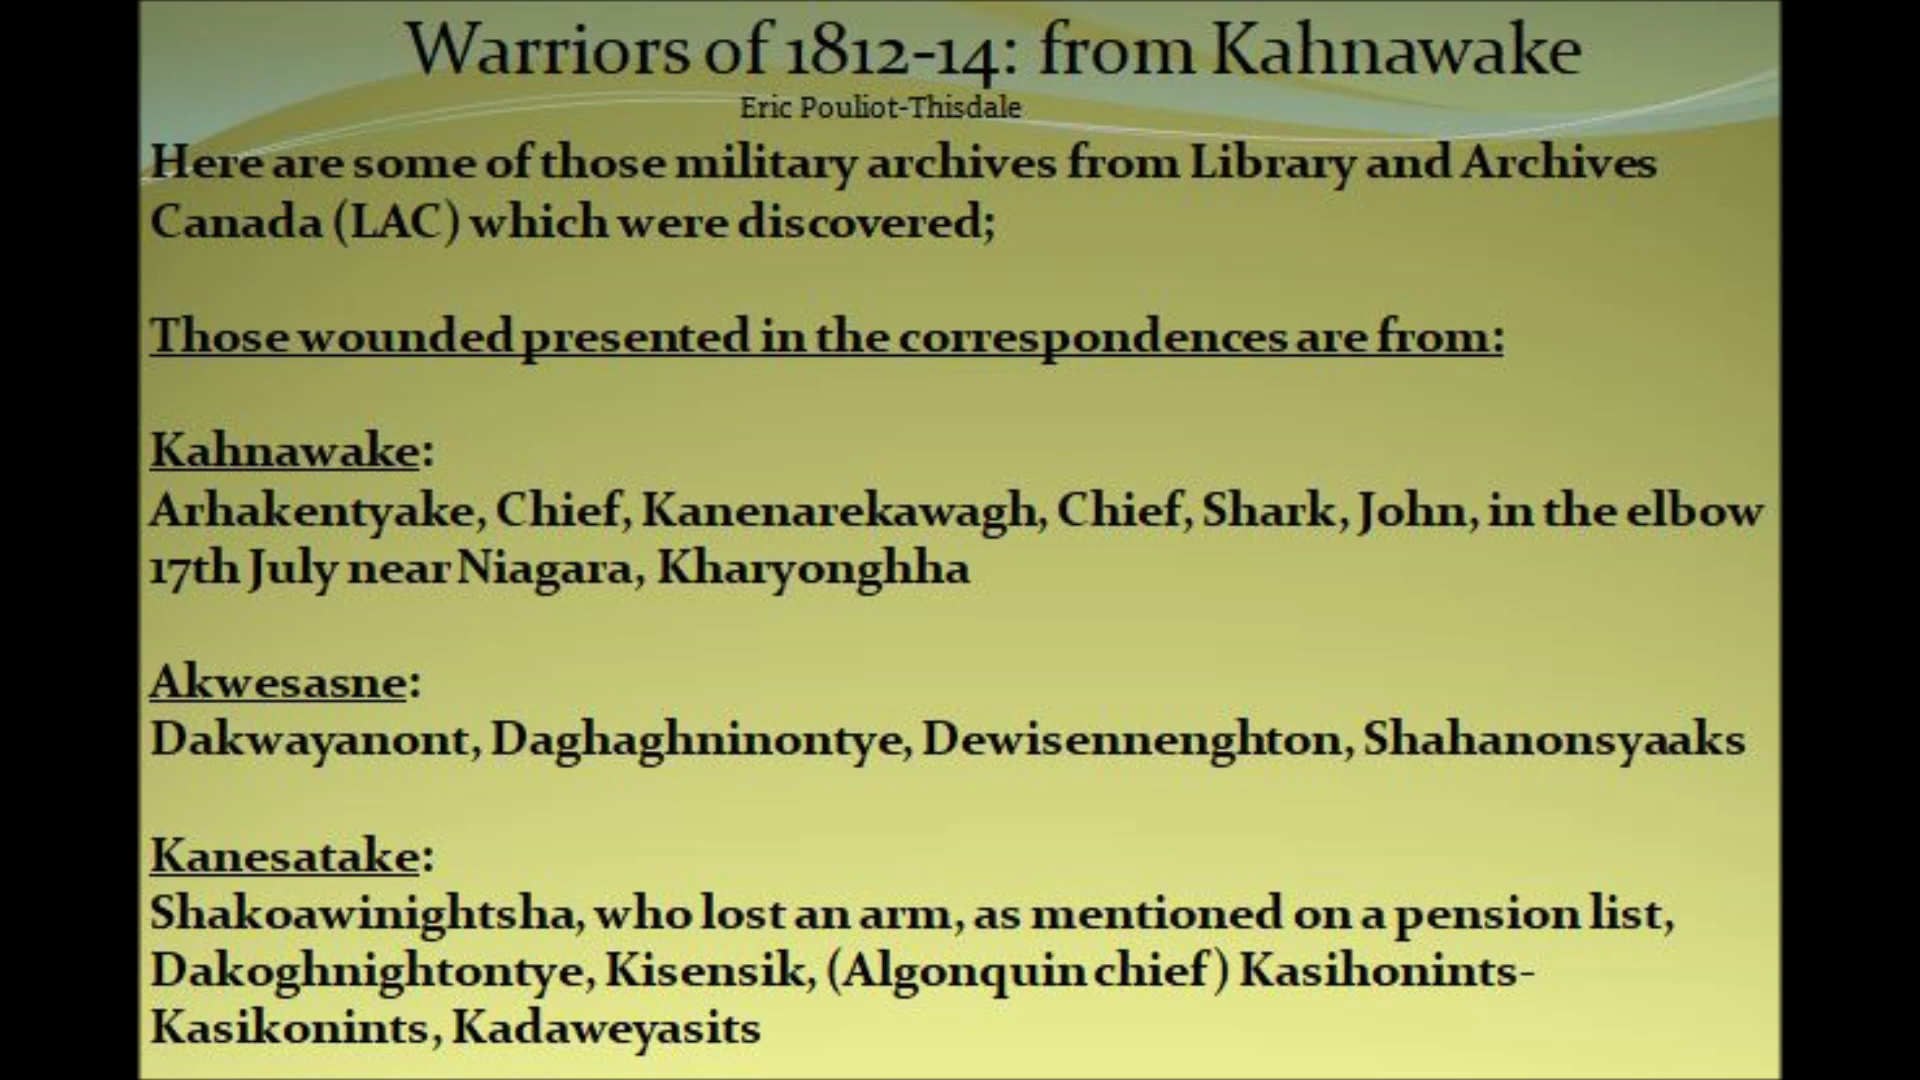 Warriors of 1812-14: from Kahnawake
Eric Pouliot-Thisdale
Here are some of those military archives from Library and Archives
Canada (LAC) which were discovered;
Those wounded presented in the correspondences are from:
Kahnawake:
Arhakentyake, Chief, Kanenarekawagh, Chief, Shark, John, in the elbow
17th July near Niagara, Kharyonghha
Akwesasne:
Dakwayanont, Daghaghninontye, Dewisennenghton, Shahanonsyaaks
Kanesatake:
Shakoawinightsha, who lost an arm, as mentioned on a pension list,
Dakoghnightontye, Kisensik, (Algonquin chief) Kasihonints-
Kasikonints, Kadaweyasits